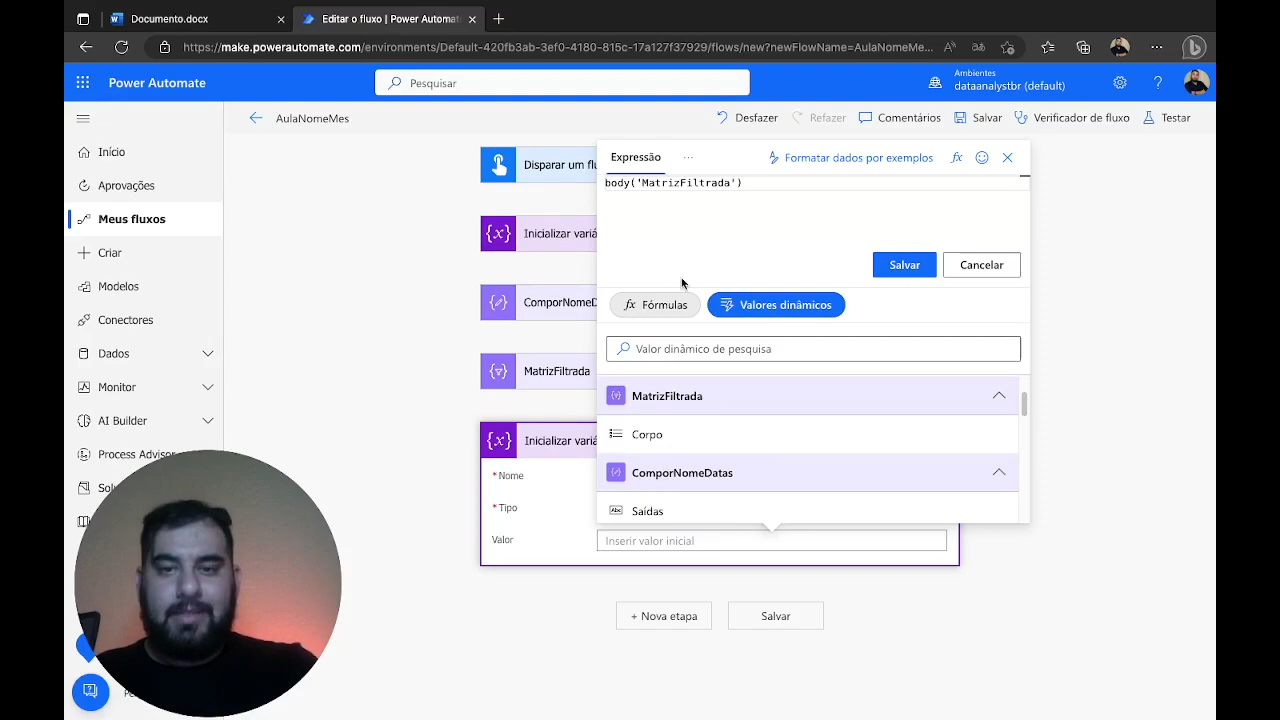 Documento.docx
Editar o fluxo | Power Automat
https://make.powerautomate.com/environments/Default-420fb3ab-3ef0-4180-815c-17a127f37929/flows/new?newFlowName=AulaNomeMe...
Power Automate
Pesquisar
Ambientes
dataanalystbr (default)
AulaNomeMes
Desfazer
Refazer
Comentários
Salvar
Verificador de fluxo
Testar
Início
Aprovações
Meus fluxos
Criar
Modelos
Conectores
Dados
Monitor
AI Builder
Process Advisor
Disparar um flu
Inicializar variá
ComporNomeD
MatrizFiltrada
Inicializar variá
* Nome
* Tipo
Valor
Inserir valor inicial
+ Nova etapa
Salvar
Expressão
...
Formatar dados por exemplos
fx
body('MatrizFiltrada')
Salvar
Cancelar
fx Fórmulas
Valores dinâmicos
Valor dinâmico de pesquisa
MatrizFiltrada
Corpo
ComporNomeDatas
Abc Saídas